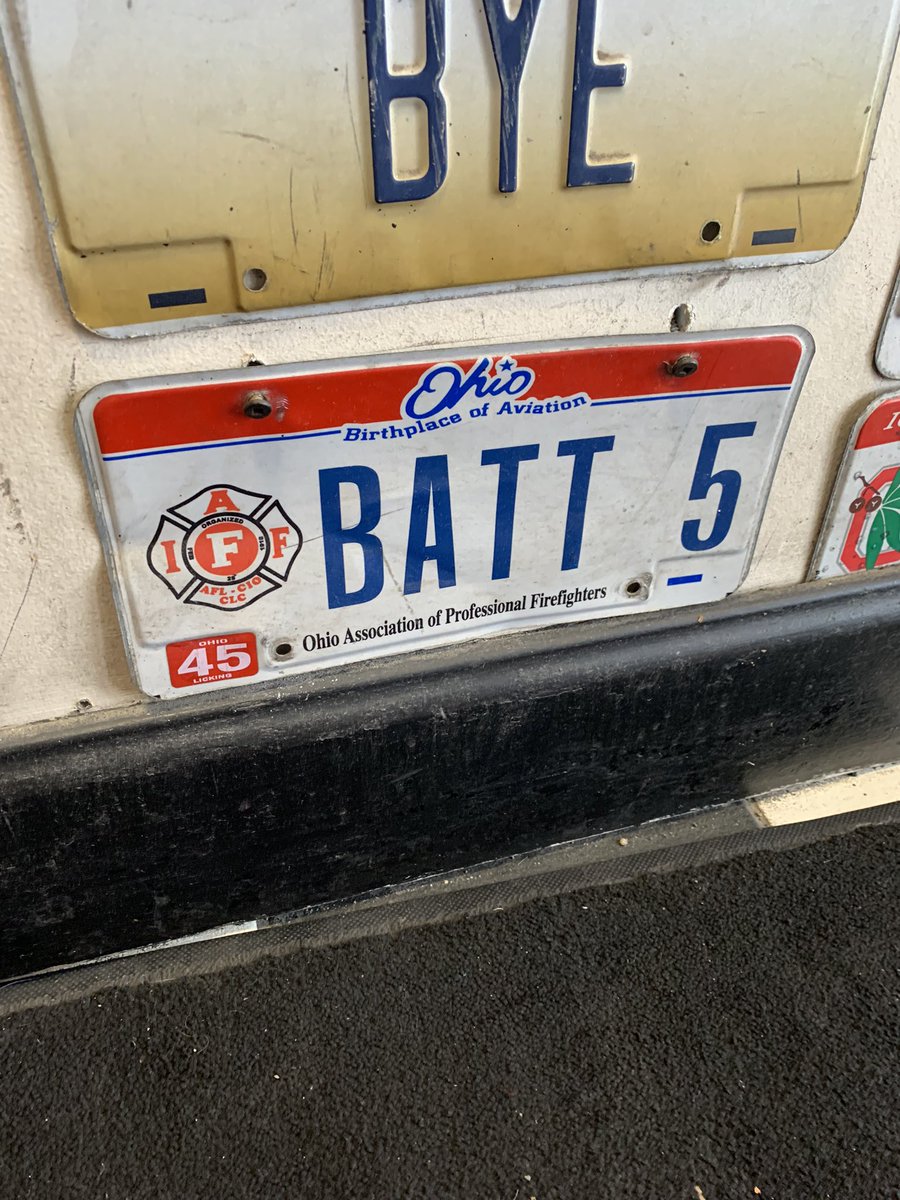 BYE
Ohio
Birthplace of Aviation
BATT 5
I A F F
ORGANIZED
F
AFL-CIO
CLC
Ohio Association of Professional Firefighters
OHIO
45
LICKING